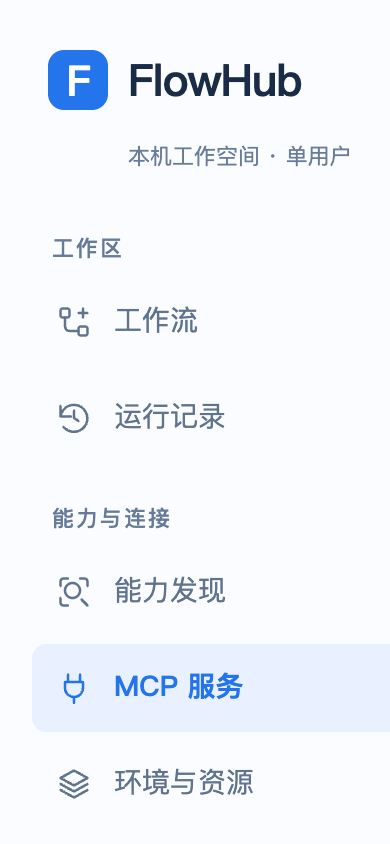 F FlowHub
本机工作空间 · 单用户
工作区
工作流
运行记录
能力与连接
能力发现
MCP 服务
环境与资源